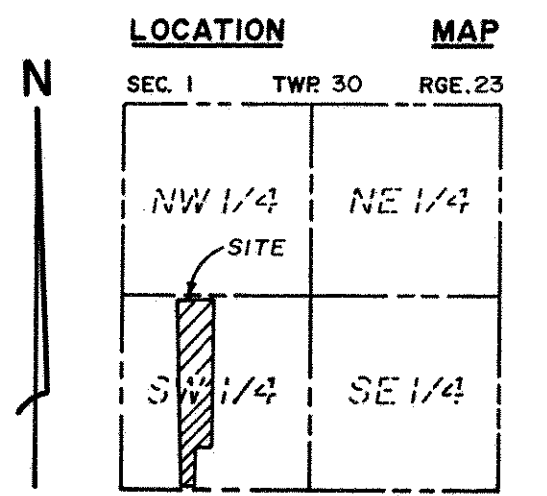 LOCATION MAP
N
SEC. 1 TWP. 30 RGE. 23
NW 1/4 NE 1/4
SITE
SW 1/4 SE 1/4